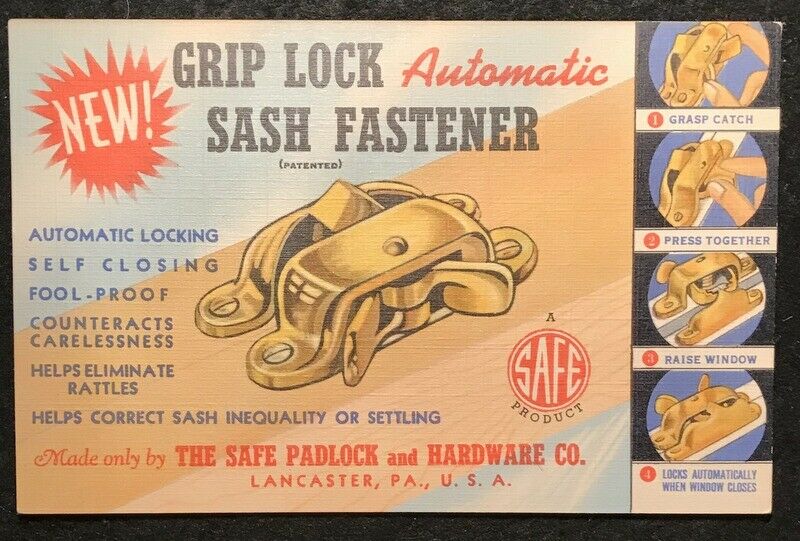 NEW!
GRIP LOCK Automatic
SASH FASTENER
(PATENTED)
AUTOMATIC LOCKING
SELF CLOSING
FOOL-PROOF
COUNTERACTS
CARELESSNESS
HELPS ELIMINATE
RATTLES
HELPS CORRECT SASH INEQUALITY OR SETTLING
A
SAFE
PRODUCT
Made only by THE SAFE PADLOCK and HARDWARE CO.
LANCASTER, PA., U. S. A.
1 GRASP CATCH
2 PRESS TOGETHER
3 RAISE WINDOW
4 LOCKS AUTOMATICALLY
WHEN WINDOW CLOSES